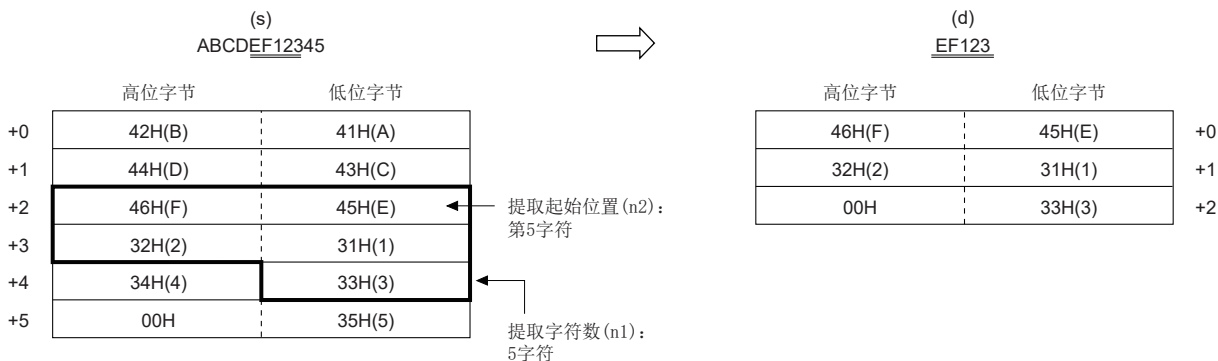 (s)
ABCDEF12345
高位字节 低位字节
+0 42H(B) 41H(A)
+1 44H(D) 43H(C)
+2 46H(F) 45H(E)
+3 32H(2) 31H(1)
+4 34H(4) 33H(3)
+5 00H 35H(5)
提取起始位置(n2):
第5字符
提取字符数(n1):
5字符
(d)
EF123
高位字节 低位字节
46H(F) 45H(E) +0
32H(2) 31H(1) +1
00H 33H(3) +2